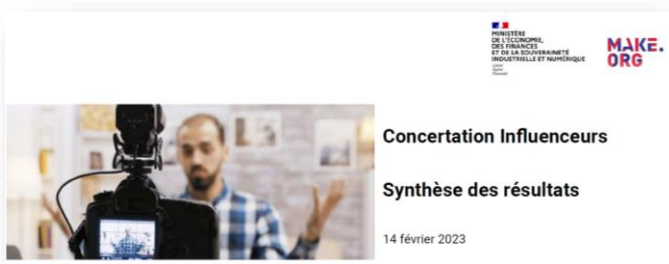 MINISTÈRE
DE L'ÉCONOMIE,
DES FINANCES
ET DE LA SOUVERAINETÉ
INDUSTRIELLE ET NUMÉRIQUE
MAKE.
ORG
Concertation Influenceurs
Synthèse des résultats
14 février 2023